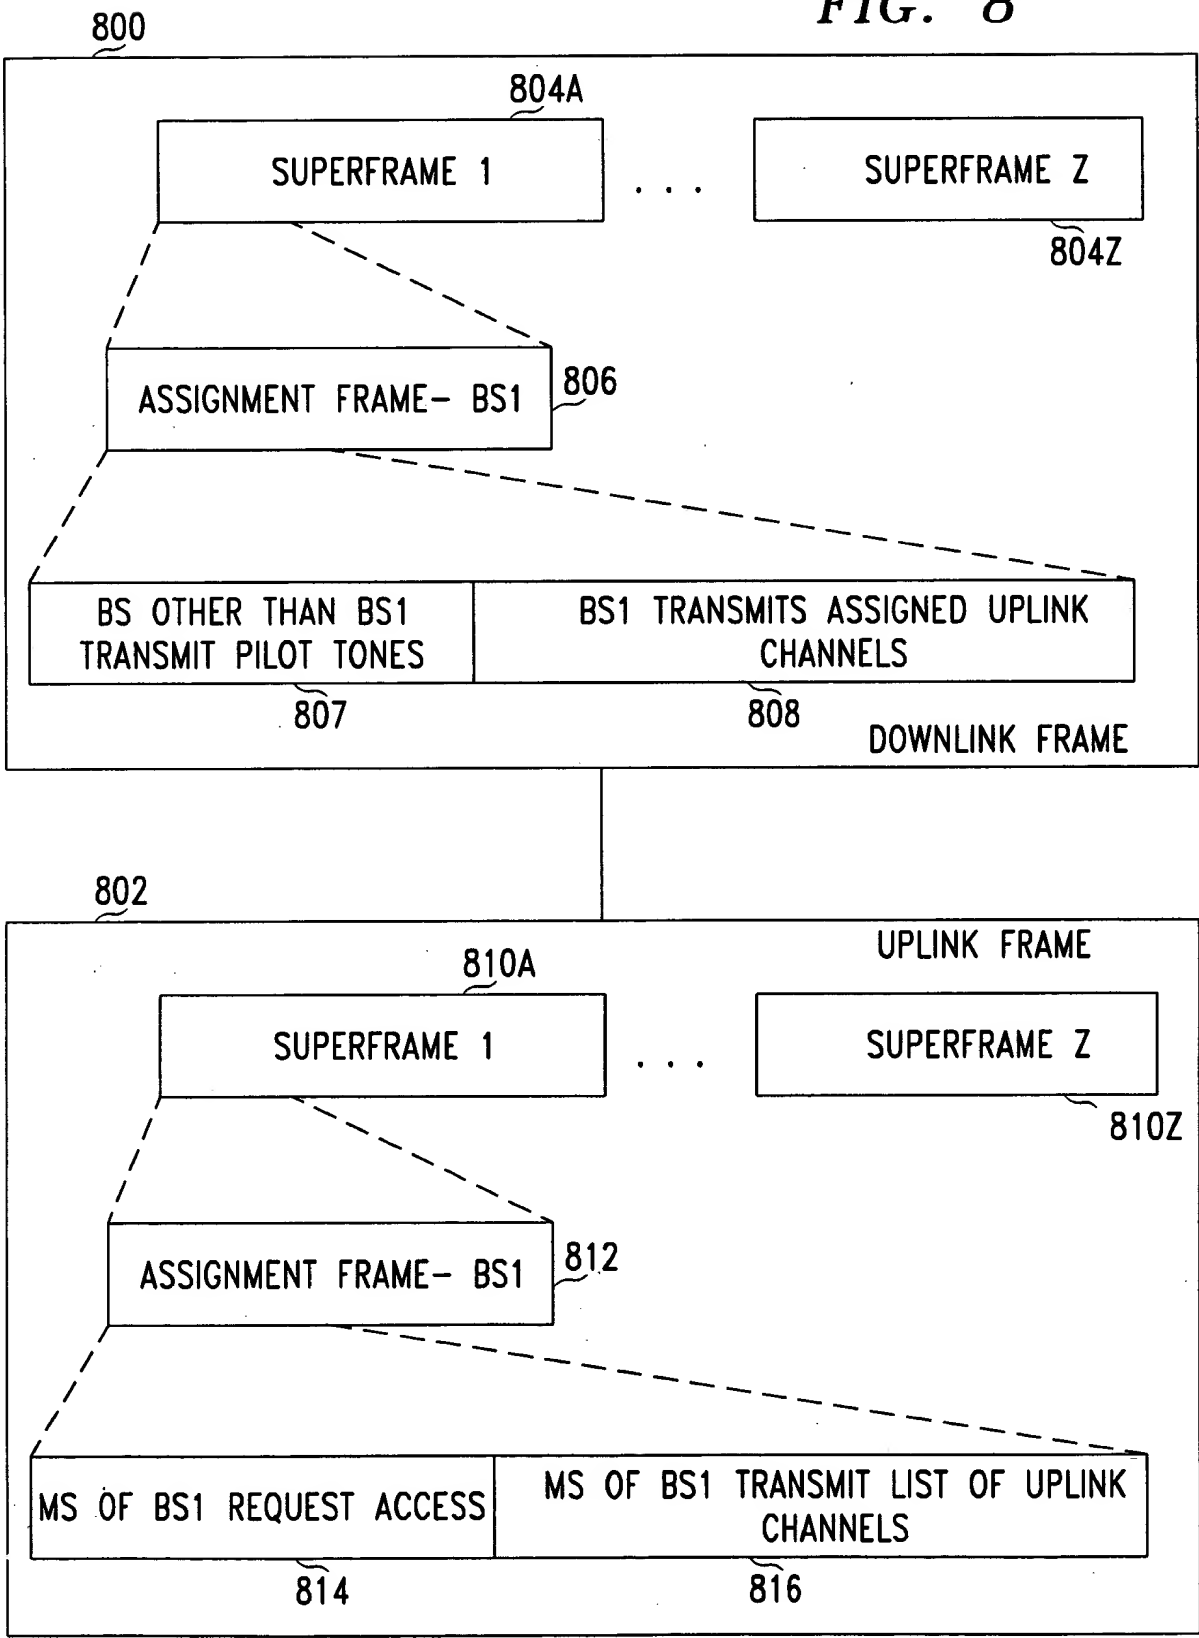 FIG. 8
800
804A
SUPERFRAME 1
. . .
SUPERFRAME Z
804Z
ASSIGNMENT FRAME- BS1
806
BS OTHER THAN BS1
TRANSMIT PILOT TONES
BS1 TRANSMITS ASSIGNED UPLINK
CHANNELS
807
808
DOWNLINK FRAME
802
UPLINK FRAME
810A
SUPERFRAME 1
. . .
SUPERFRAME Z
810Z
ASSIGNMENT FRAME- BS1
812
MS OF BS1 REQUEST ACCESS
MS OF BS1 TRANSMIT LIST OF UPLINK
CHANNELS
814
816